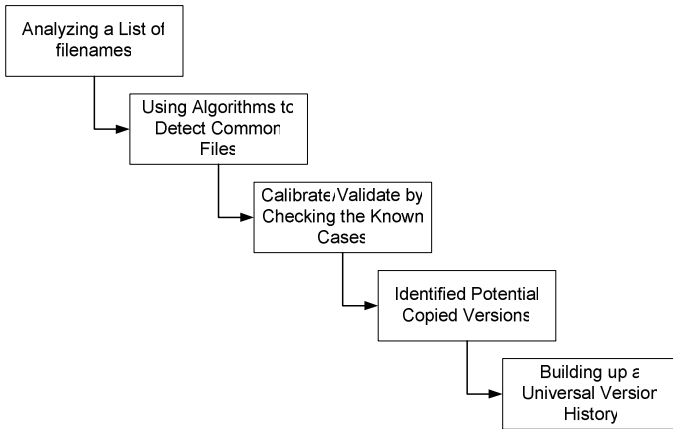 Analyzing a List of
filenames
Using Algorithms to
Detect Common
Files
Calibrate/Validate by
Checking the Known
Cases
Identified Potential
Copied Versions
Building up a
Universal Version
History